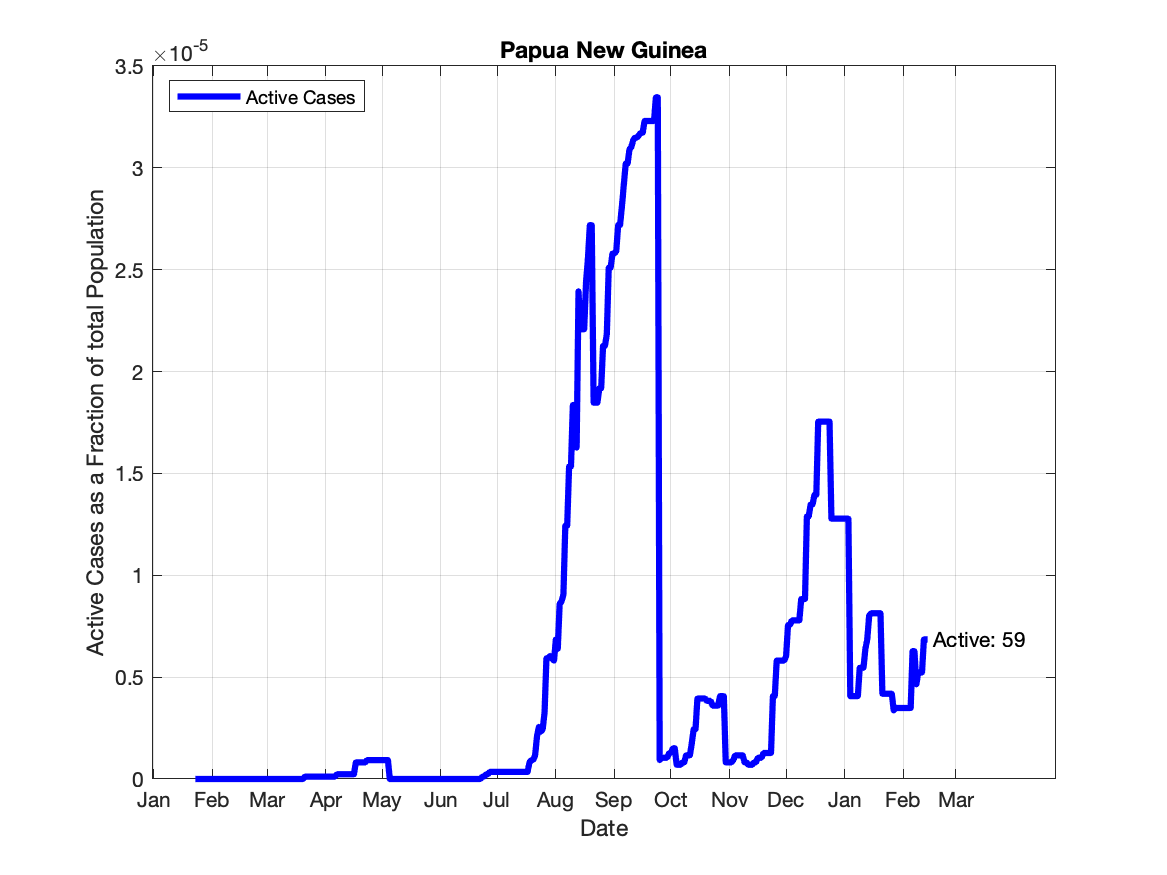 Papua New Guinea
×10-5
3.5
3
2.5
2
1.5
1
0.5
0
Active Cases
Active Cases as a Fraction of total Population
Active: 59
Jan Feb Mar Apr May Jun Jul Aug Sep Oct Nov Dec Jan Feb Mar
Date